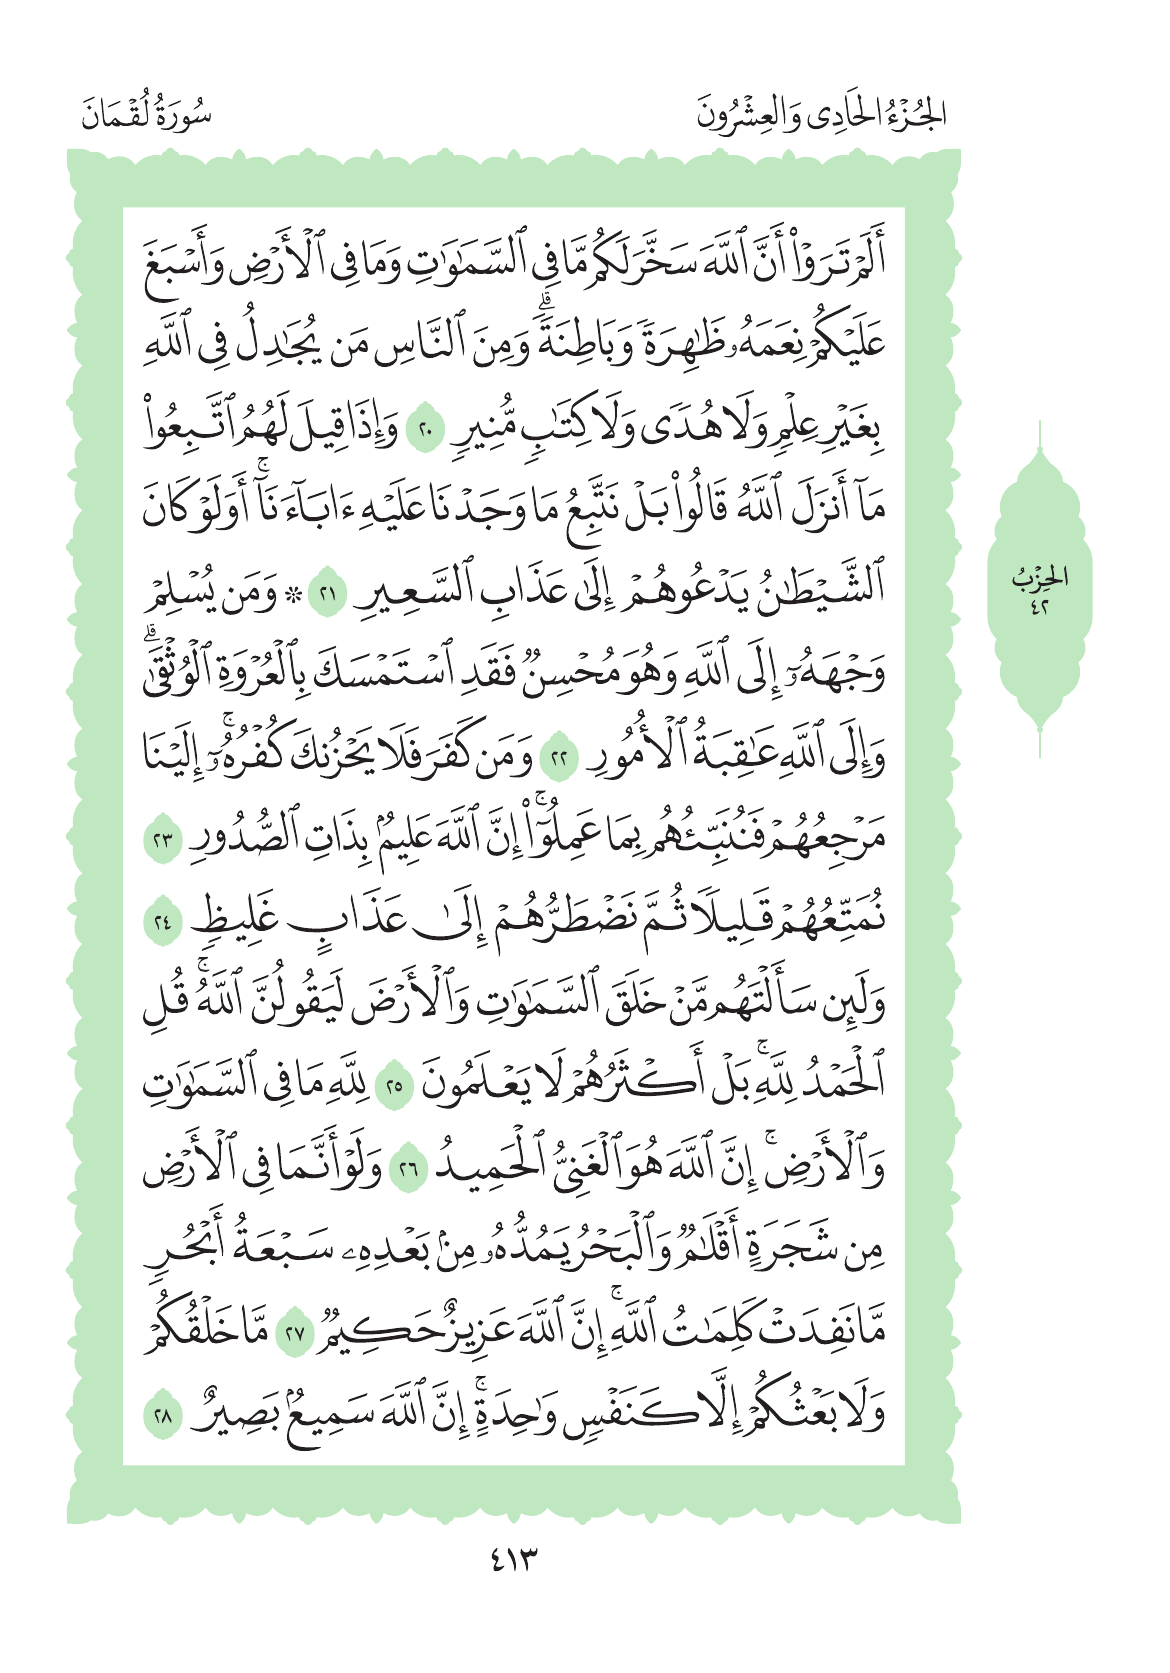 الجُزْءُ الحَادِى وَالعِشْرُونَ
سُورَةُ لُقْمَانَ
أَلَمْ تَرَوْا۟ أَنَّ ٱللَّهَ سَخَّرَ لَكُم مَّا فِى ٱلسَّمَـٰوَٰتِ وَمَا فِى ٱلْأَرْضِ وَأَسْبَغَ
عَلَيْكُمْ نِعَمَهُۥ ظَـٰهِرَةً وَبَاطِنَةً ۗ وَمِنَ ٱلنَّاسِ مَن يُجَـٰدِلُ فِى ٱللَّهِ
بِغَيْرِ عِلْمٍ وَلَا هُدًى وَلَا كِتَـٰبٍ مُّنِيرٍ ٢٠ وَإِذَا قِيلَ لَهُمُ ٱتَّبِعُوا۟
مَآ أَنزَلَ ٱللَّهُ قَالُوا۟ بَلْ نَتَّبِعُ مَا وَجَدْنَا عَلَيْهِ ءَابَآءَنَآ ۚ أَوَلَوْ كَانَ
ٱلشَّيْطَـٰنُ يَدْعُوهُمْ إِلَىٰ عَذَابِ ٱلسَّعِيرِ ٢١ ۞ وَمَن يُسْلِمْ
وَجْهَهُۥٓ إِلَى ٱللَّهِ وَهُوَ مُحْسِنٌ فَقَدِ ٱسْتَمْسَكَ بِٱلْعُرْوَةِ ٱلْوُثْقَىٰ ۗ
وَإِلَى ٱللَّهِ عَـٰقِبَةُ ٱلْأُمُورِ ٢٢ وَمَن كَفَرَ فَلَا يَحْزُنكَ كُفْرُهُۥٓ ۚ إِلَيْنَا
مَرْجِعُهُمْ فَنُنَبِّئُهُم بِمَا عَمِلُوٓا۟ ۚ إِنَّ ٱللَّهَ عَلِيمٌۢ بِذَاتِ ٱلصُّدُورِ ٢٣
نُمَتِّعُهُمْ قَلِيلًا ثُمَّ نَضْطَرُّهُمْ إِلَىٰ عَذَابٍ غَلِيظٍ ٢٤
وَلَئِن سَأَلْتَهُم مَّنْ خَلَقَ ٱلسَّمَـٰوَٰتِ وَٱلْأَرْضَ لَيَقُولُنَّ ٱللَّهُ ۚ قُلِ
ٱلْحَمْدُ لِلَّهِ ۚ بَلْ أَكْثَرُهُمْ لَا يَعْلَمُونَ ٢٥ لِلَّهِ مَا فِى ٱلسَّمَـٰوَٰتِ
وَٱلْأَرْضِ ۚ إِنَّ ٱللَّهَ هُوَ ٱلْغَنِىُّ ٱلْحَمِيدُ ٢٦ وَلَوْ أَنَّمَا فِى ٱلْأَرْضِ
مِن شَجَرَةٍ أَقْلَـٰمٌ وَٱلْبَحْرُ يَمُدُّهُۥ مِنۢ بَعْدِهِۦ سَبْعَةُ أَبْحُرٍ
مَّا نَفِدَتْ كَلِمَـٰتُ ٱللَّهِ ۚ إِنَّ ٱللَّهَ عَزِيزٌ حَكِيمٌ ٢٧ مَّا خَلْقُكُمْ
وَلَا بَعْثُكُمْ إِلَّا كَنَفْسٍ وَٰحِدَةٍ ۚ إِنَّ ٱللَّهَ سَمِيعٌۢ بَصِيرٌ ٢٨
الحِزْبُ
٤٢
٤١٣